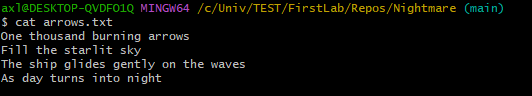 axl@DESKTOP-QVDFO1Q MINGW64 /c/Univ/TEST/FirstLab/Repos/Nightmare (main)
$ cat arrows.txt
One thousand burning arrows
Fill the starlit sky
The ship glides gently on the waves
As day turns into night